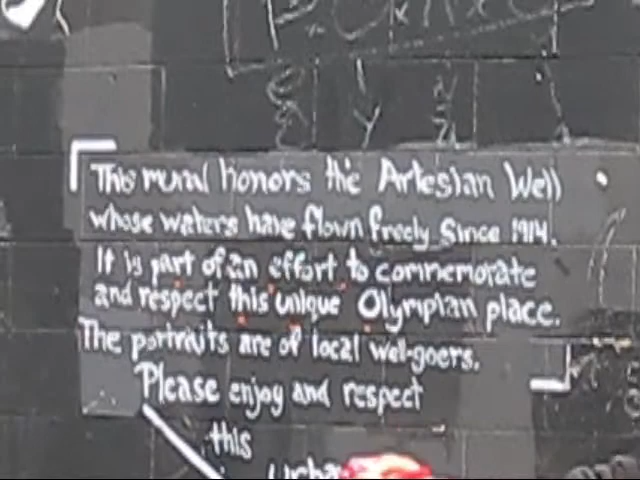 This mural honors the Artesian Well
whose waters have flown freely since 1914.
It is part of an effort to commemorate
and respect this unique Olympian place.
The portraits are of local well-goers.
Please enjoy and respect
this